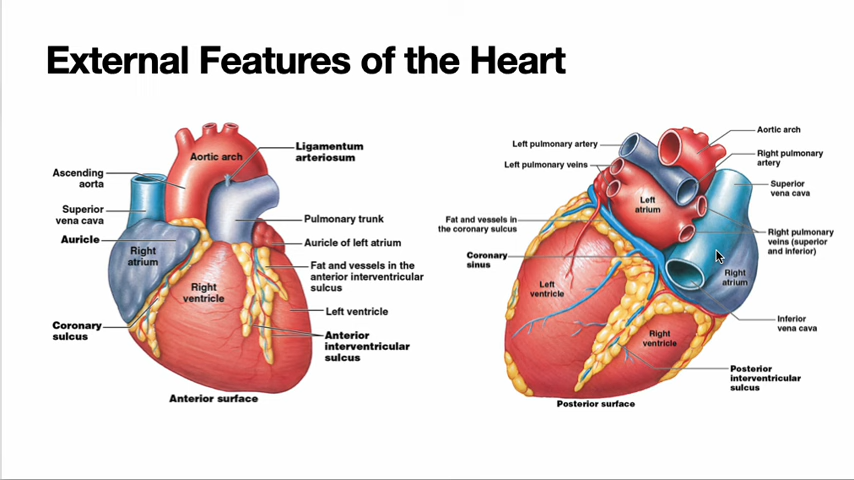 External Features of the Heart
Ligamentum
arteriosum
Aortic arch
Ascending
aorta
Superior
vena cava
Auricle
Right
atrium
Pulmonary trunk
Auricle of left atrium
Fat and vessels in the
anterior interventricular
sulcus
Right
ventricle
Left ventricle
Coronary
sulcus
Anterior
interventricular
sulcus
Anterior surface
Left pulmonary artery
Left pulmonary veins
Aortic arch
Right pulmonary
artery
Superior
vena cava
Left
atrium
Fat and vessels in
the coronary sulcus
Right pulmonary
veins (superior
and inferior)
Coronary
sinus
Right
atrium
Left
ventricle
Inferior
vena cava
Right
ventricle
Posterior
interventricular
sulcus
Posterior surface